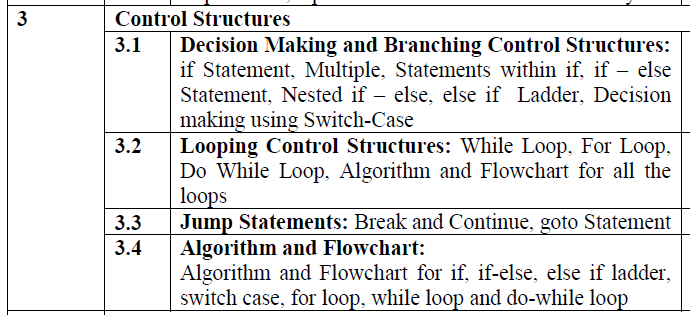 3 Control Structures
3.1 Decision Making and Branching Control Structures:
if Statement, Multiple, Statements within if, if – else
Statement, Nested if – else, else if Ladder, Decision
making using Switch-Case
3.2 Looping Control Structures: While Loop, For Loop,
Do While Loop, Algorithm and Flowchart for all the
loops
3.3 Jump Statements: Break and Continue, goto Statement
3.4 Algorithm and Flowchart:
Algorithm and Flowchart for if, if-else, else if ladder,
switch case, for loop, while loop and do-while loop